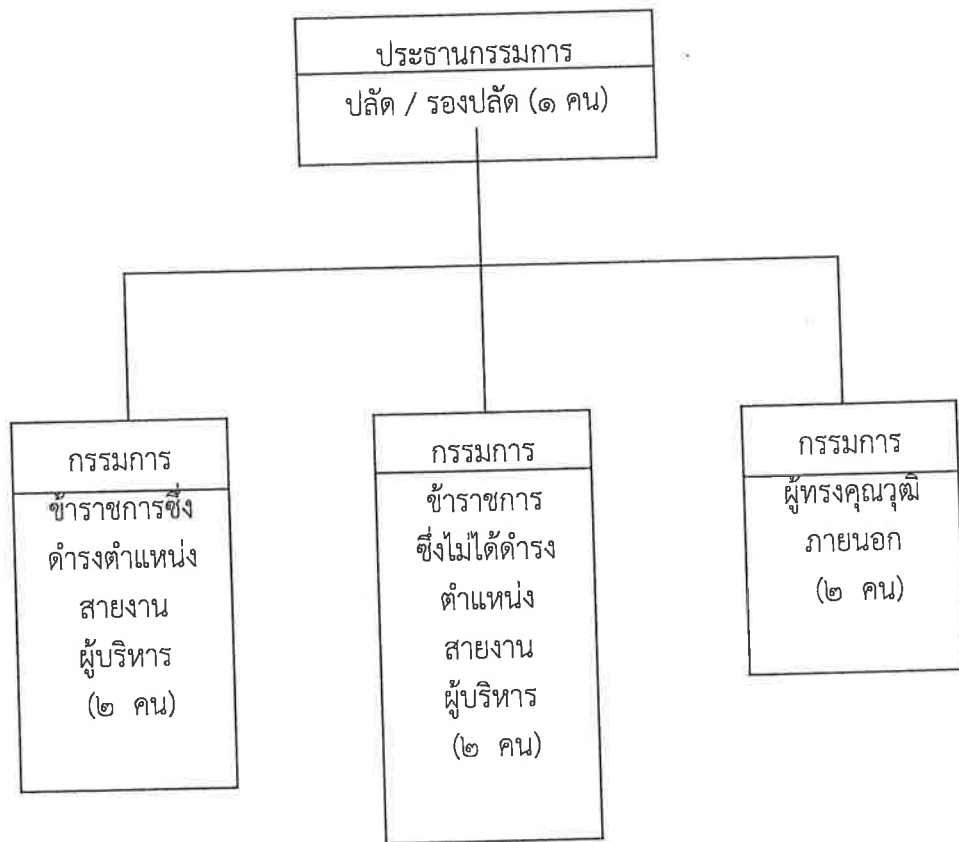 ประธานกรรมการ
ปลัด / รองปลัด (๑ คน)
กรรมการ
ข้าราชการซึ่ง
ดำรงตำแหน่ง
สายงาน
ผู้บริหาร
(๒ คน)
กรรมการ
ข้าราชการ
ซึ่งไม่ได้ดำรง
ตำแหน่ง
สายงาน
ผู้บริหาร
(๒ คน)
กรรมการ
ผู้ทรงคุณวุฒิ
ภายนอก
(๒ คน)